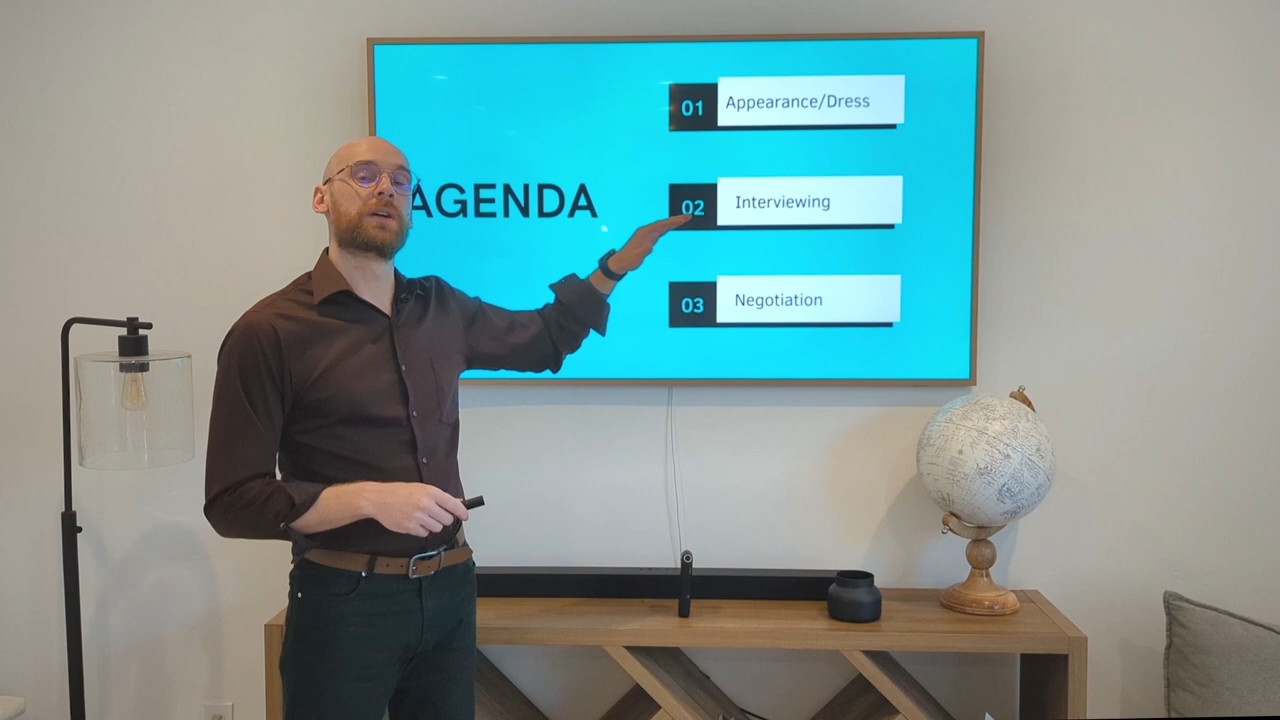 AGENDA
01 Appearance/Dress
02 Interviewing
03 Negotiation